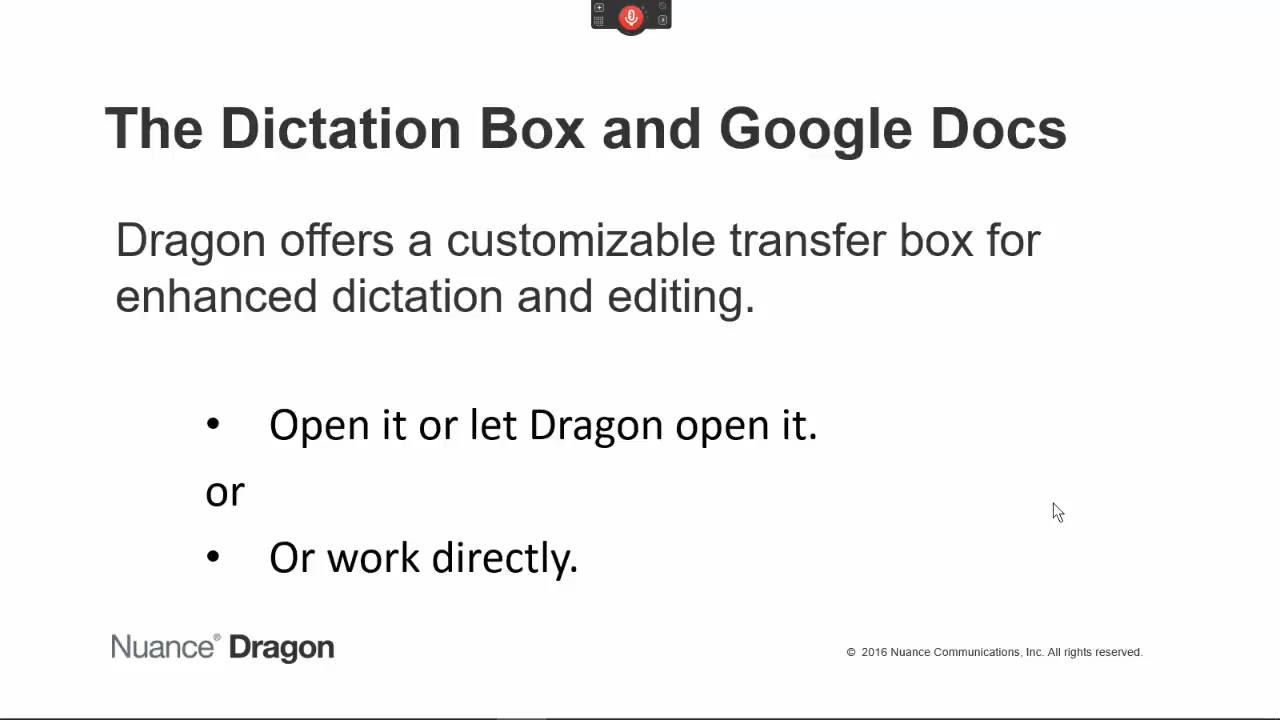 The Dictation Box and Google Docs
Dragon offers a customizable transfer box for
enhanced dictation and editing.
• Open it or let Dragon open it.
or
• Or work directly.
Nuance® Dragon
© 2016 Nuance Communications, Inc. All rights reserved.